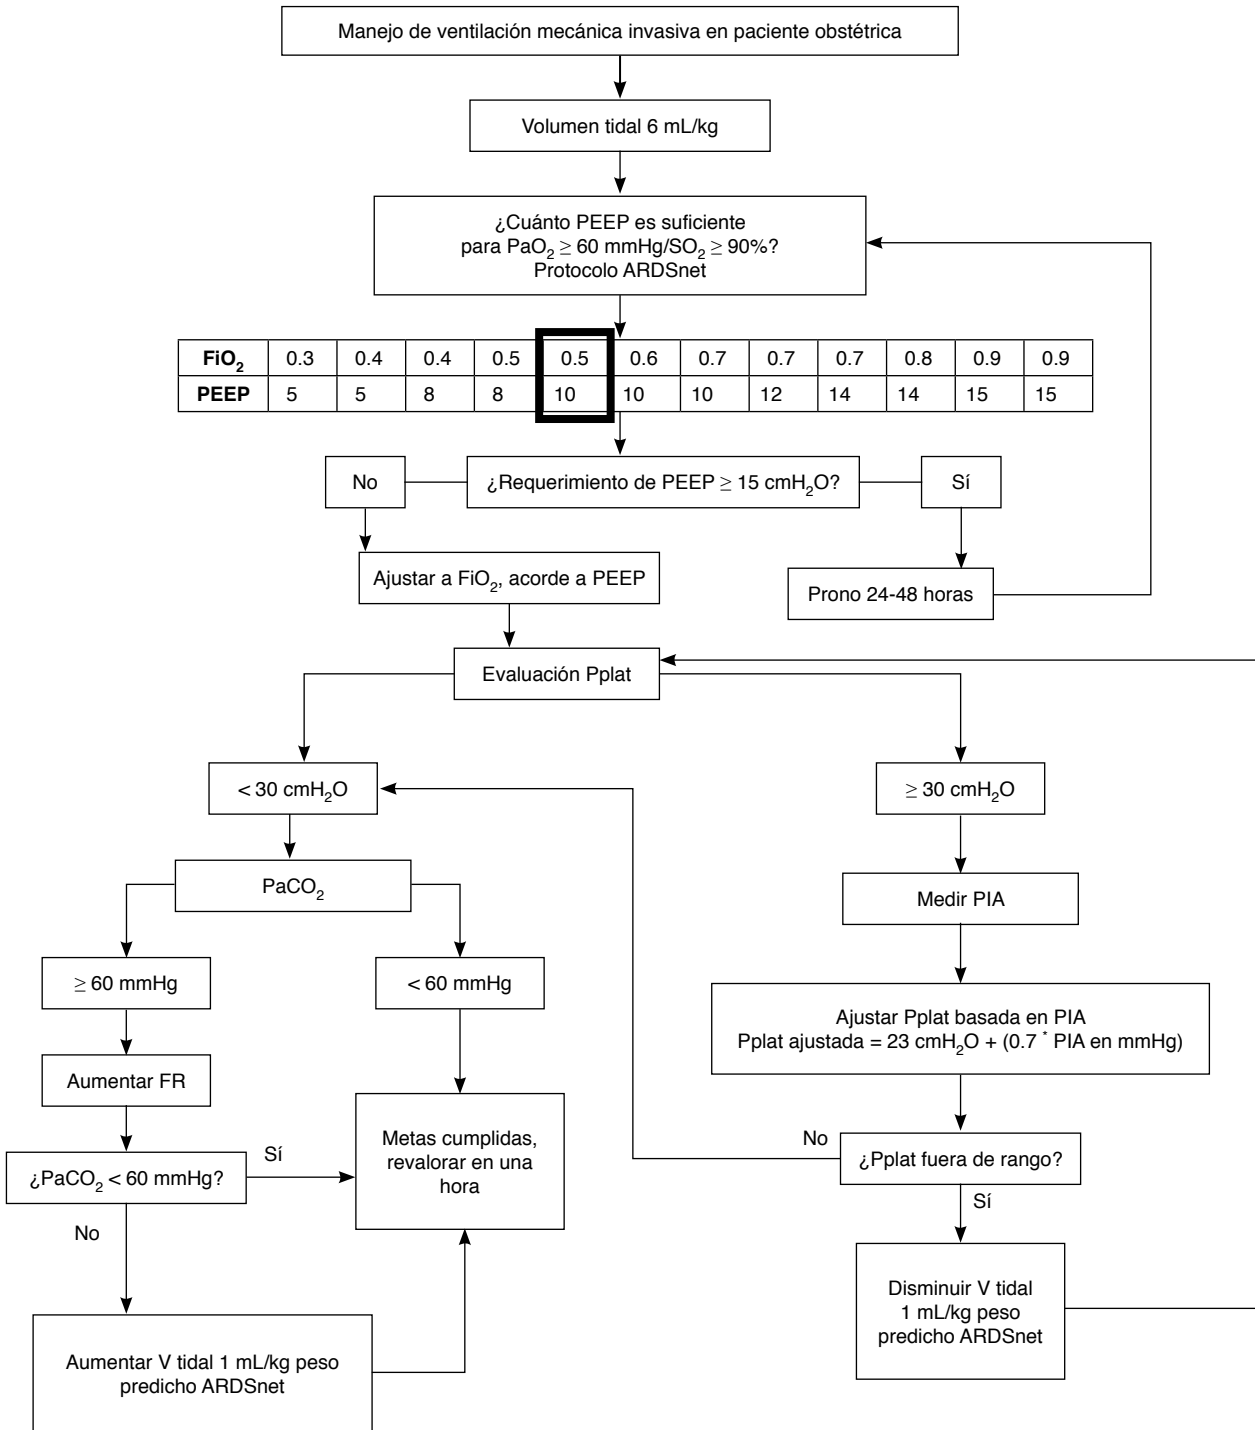 Manejo de ventilación mecánica invasiva en paciente obstétrica
Volumen tidal 6 mL/kg
¿Cuánto PEEP es suficiente
para PaO₂ ≥ 60 mmHg/SO₂ ≥ 90%?
Protocolo ARDSnet
FiO₂ 0.3 0.4 0.4 0.5 0.5 0.6 0.7 0.7 0.7 0.8 0.9 0.9
PEEP 5 5 8 8 10 10 10 12 14 14 15 15
No
¿Requerimiento de PEEP ≥ 15 cmH₂O?
Sí
Ajustar a FiO₂, acorde a PEEP
Prono 24-48 horas
Evaluación Pplat
< 30 cmH₂O
≥ 30 cmH₂O
PaCO₂
Medir PIA
≥ 60 mmHg
< 60 mmHg
Ajustar Pplat basada en PIA
Pplat ajustada = 23 cmH₂O + (0.7 * PIA en mmHg)
Aumentar FR
Metas cumplidas,
revalorar en una
hora
No
¿Pplat fuera de rango?
Sí
¿PaCO₂ < 60 mmHg?
Sí
No
Disminuir V tidal
1 mL/kg peso
predicho ARDSnet
Aumentar V tidal 1 mL/kg peso
predicho ARDSnet